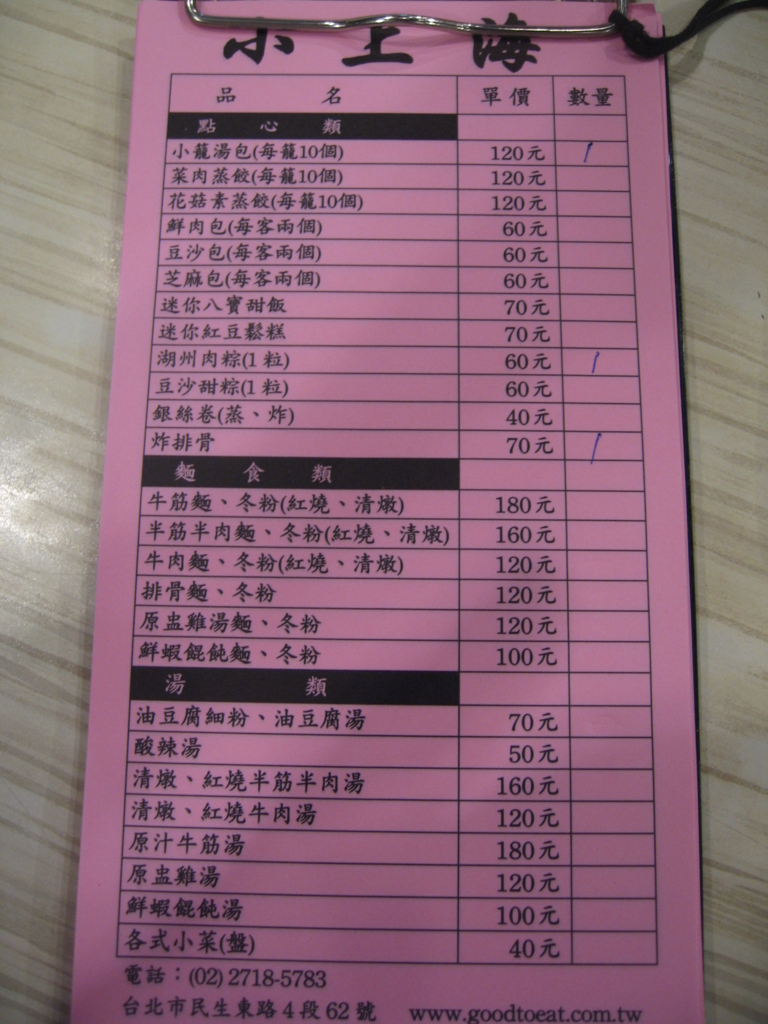 小上海
品名 單價 數量
點心類
小籠湯包(每籠10個) 120元 1
菜肉蒸餃(每籠10個) 120元
花菇素蒸餃(每籠10個) 120元
鮮肉包(每客兩個) 60元
豆沙包(每客兩個) 60元
芝麻包(每客兩個) 60元
迷你八寶甜飯 70元
迷你紅豆鬆糕 70元
湖州肉粽(1 粒) 60元 1
豆沙甜粽(1 粒) 60元
銀絲卷(蒸、炸) 40元
炸排骨 70元 1
麵食類
牛筋麵、冬粉(紅燒、清燉) 180元
半筋半肉麵、冬粉(紅燒、清燉) 160元
牛肉麵、冬粉(紅燒、清燉) 120元
排骨麵、冬粉 120元
原盅雞湯麵、冬粉 120元
鮮蝦餛飩麵、冬粉 100元
湯類
油豆腐細粉、油豆腐湯 70元
酸辣湯 50元
清燉、紅燒半筋半肉湯 160元
清燉、紅燒牛肉湯 120元
原汁牛筋湯 180元
原盅雞湯 120元
鮮蝦餛飩湯 100元
各式小菜(盤) 40元
電話：(02) 2718-5783
台北市民生東路 4 段 62 號 www.goodtoeat.com.tw